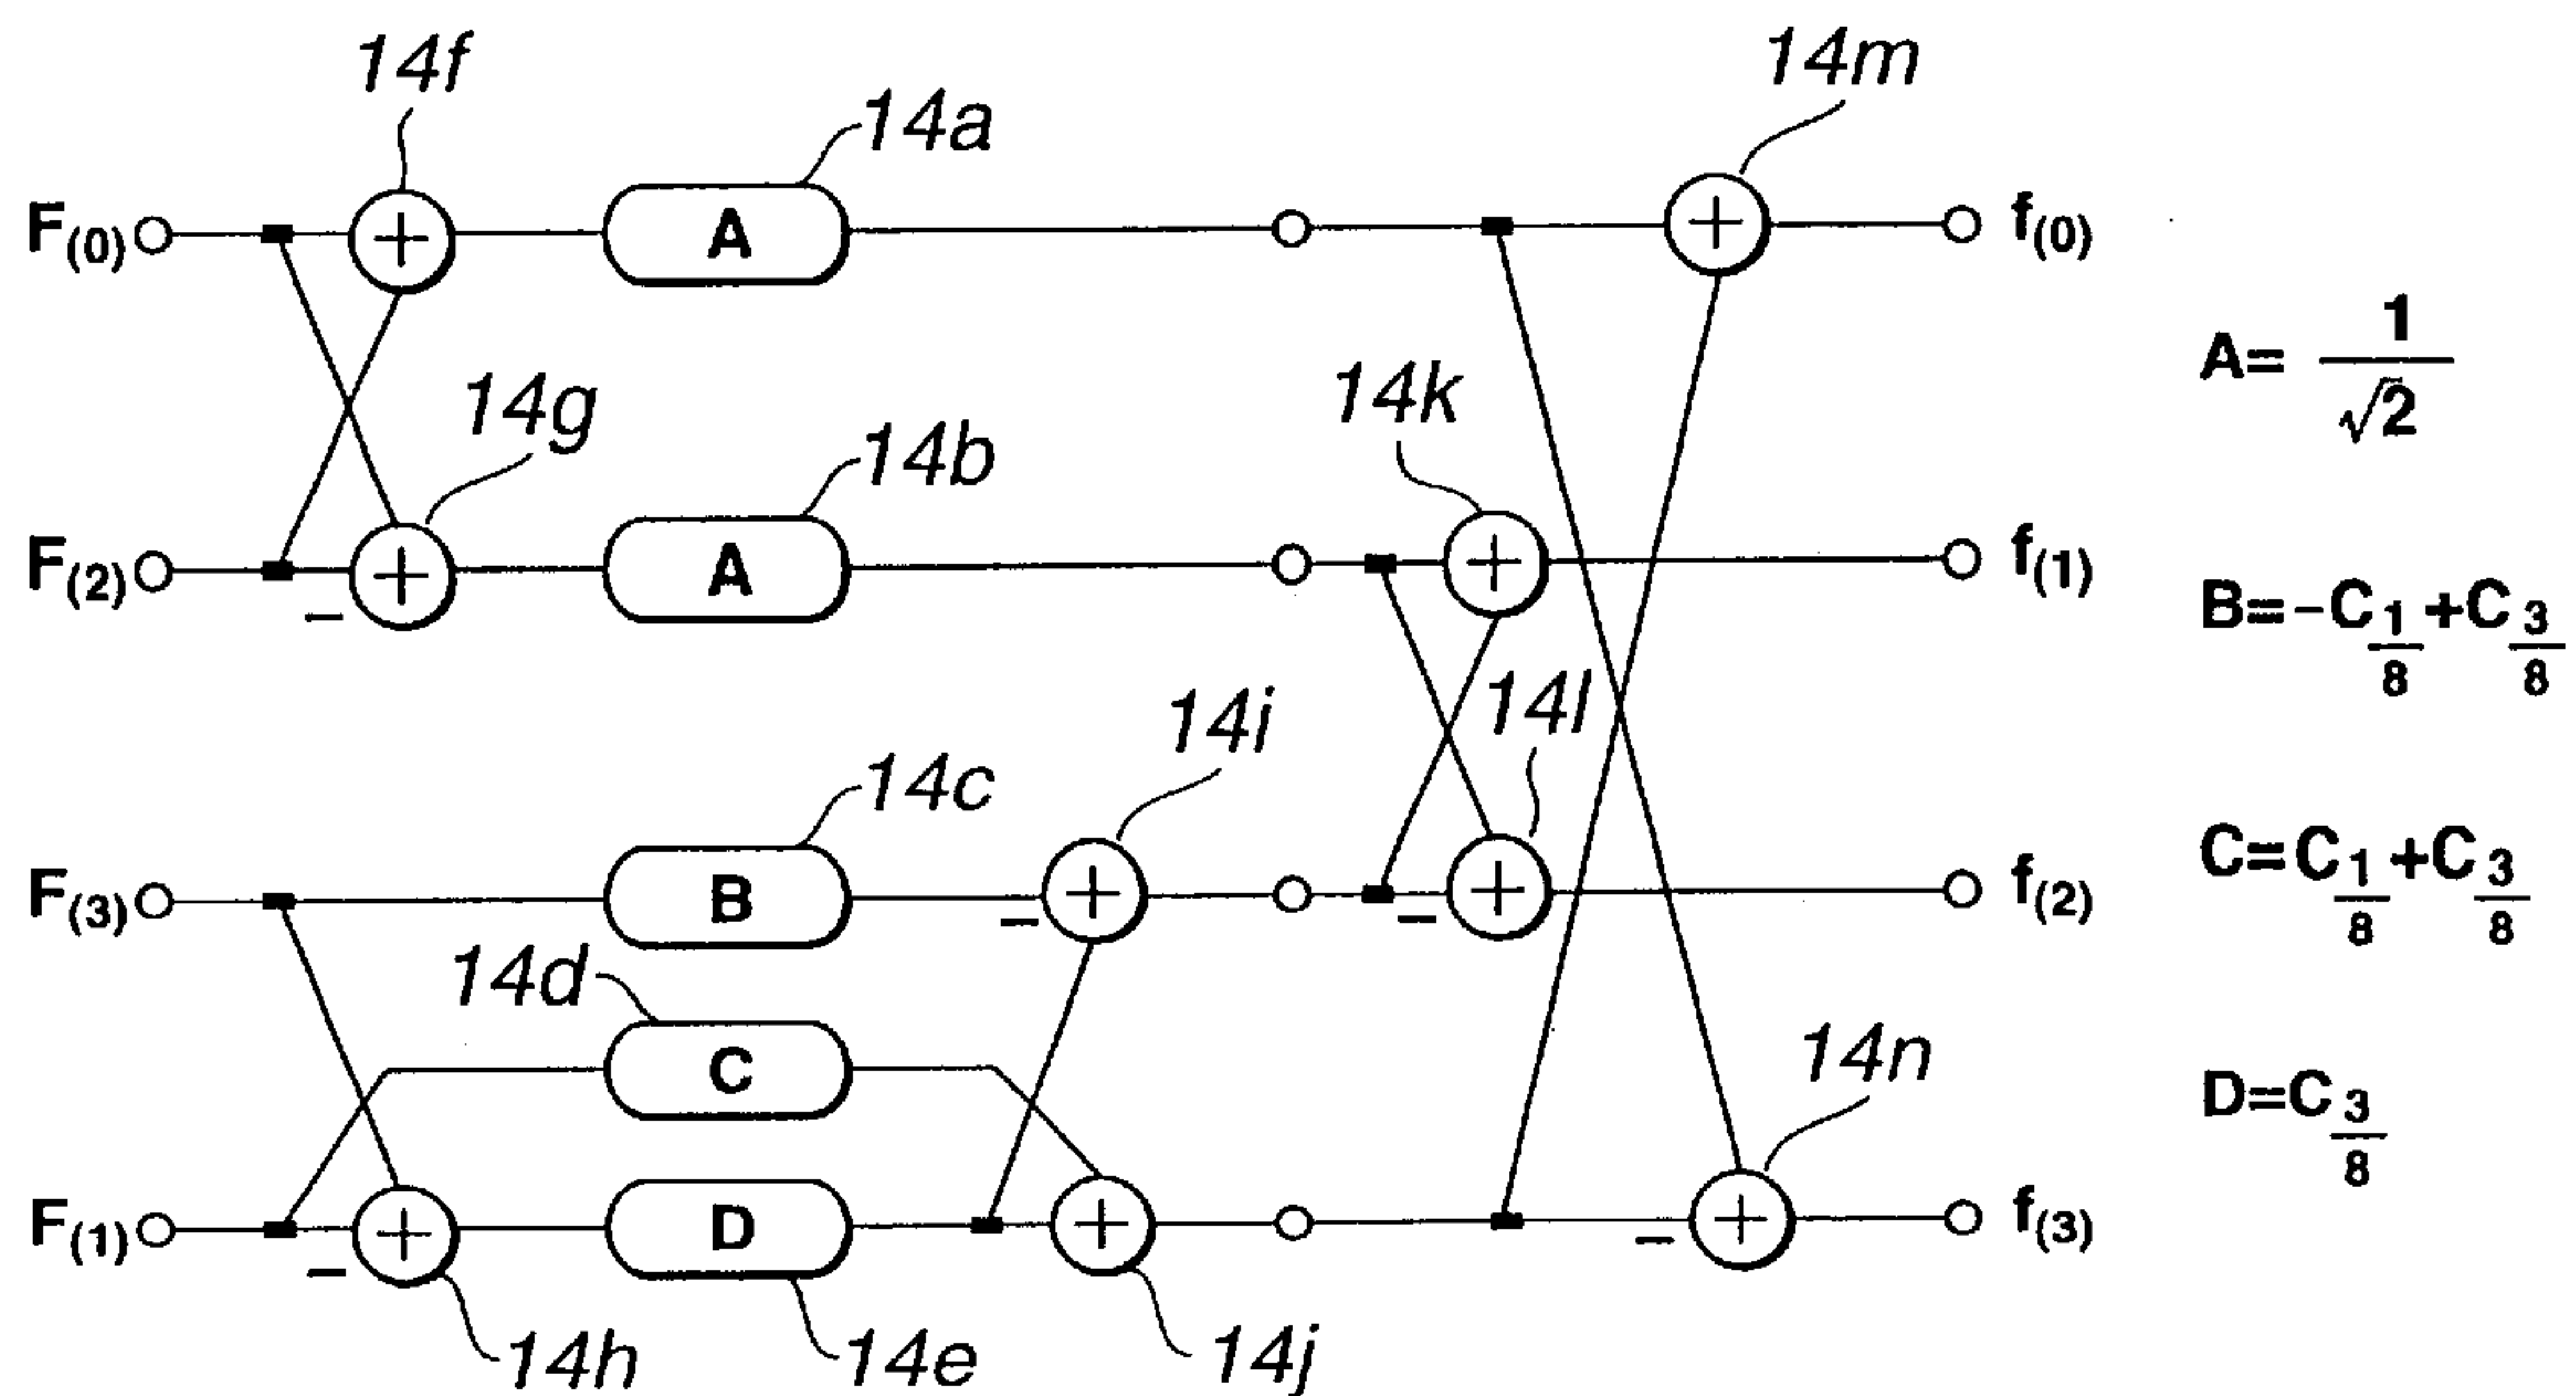 14f
14m
14a
F(0)
A
+
+
f(0)
A= 1/√2
14g
14b
14k
F(2)
–
+
A
+
f(1)
B=–C1/8+C3/8
14i
14l
14c
F(3)
B
–
+
–
+
f(2)
C=C1/8+C3/8
14d
C
14n
D=C3/8
F(1)
–
+
D
+
–
+
f(3)
14h
14e
14j